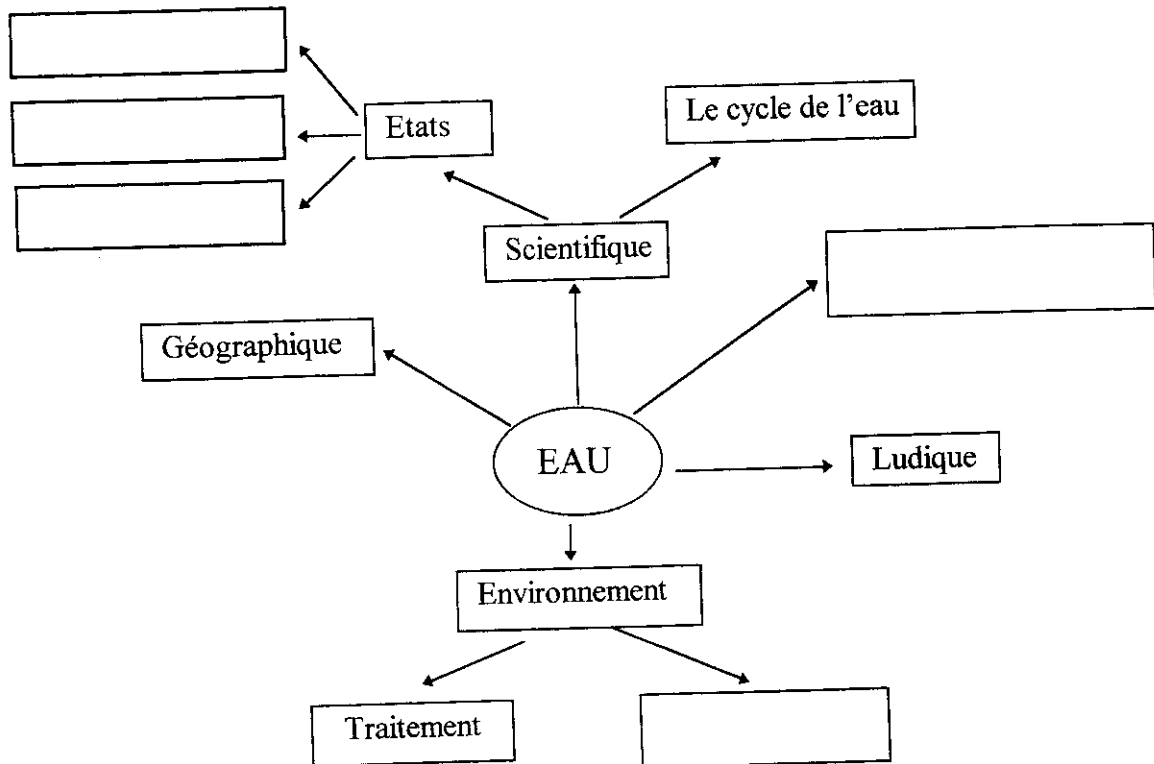 Etats
Le cycle de l'eau
Scientifique
Géographique
EAU
Ludique
Environnement
Traitement